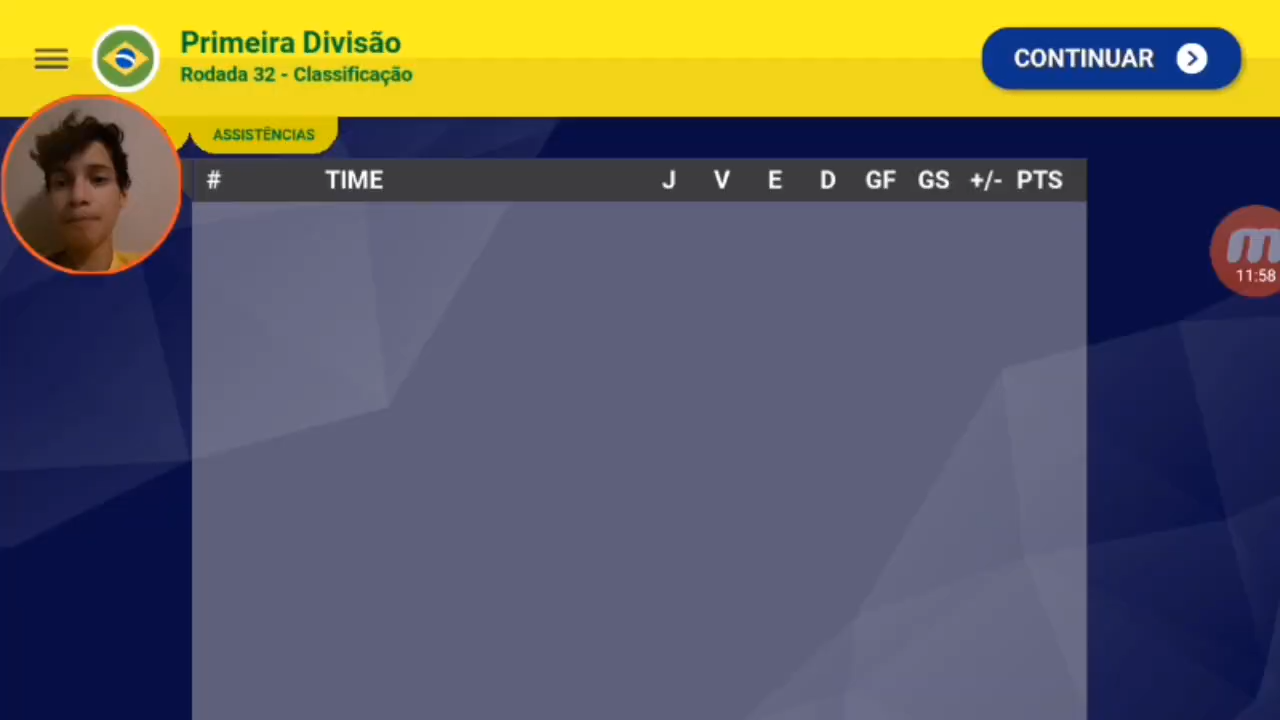 Primeira Divisão
Rodada 32 - Classificação
CONTINUAR
ASSISTÊNCIAS
# TIME J V E D GF GS +/- PTS
11:58